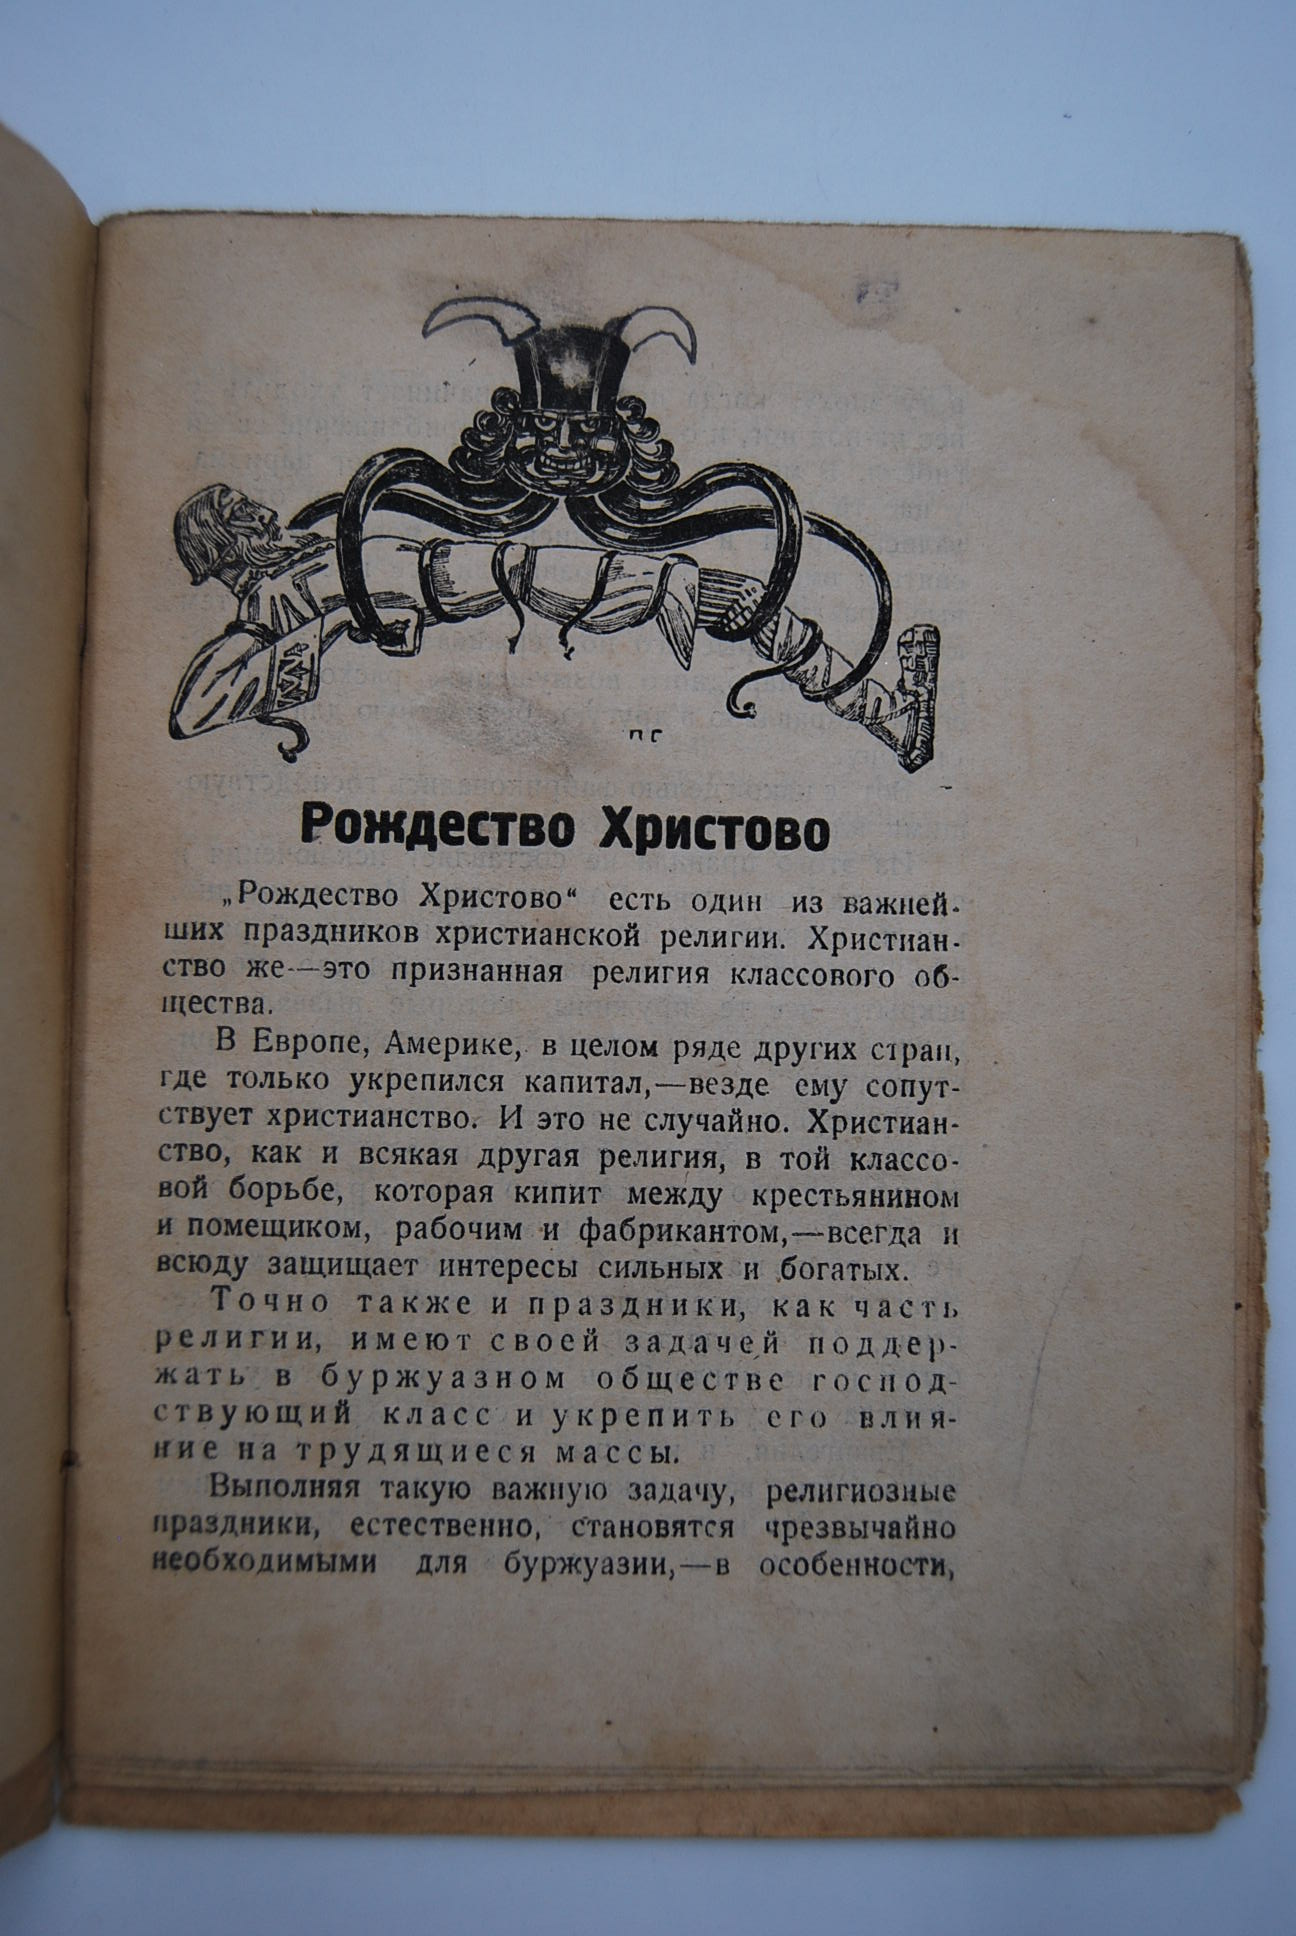 п г
Рождество Христово
„Рождество Христово“ есть один из важней-
ших праздников христианской религии. Христиан-
ство же—это признанная религия классового об-
щества.
В Европе, Америке, в целом ряде других стран,
где только укрепился капитал,—везде ему сопут-
ствует христианство. И это не случайно. Христиан-
ство, как и всякая другая религия, в той классо-
вой борьбе, которая кипит между крестьянином
и помещиком, рабочим и фабрикантом,—всегда и
всюду защищает интересы сильных и богатых.
Точно также и праздники, как часть
религии, имеют своей задачей поддер-
жать в буржуазном обществе господ-
ствующий класс и укрепить его влия-
ние на трудящиеся массы.
Выполняя такую важную задачу, религиозные
праздники, естественно, становятся чрезвычайно
необходимыми для буржуазии,—в особенности,